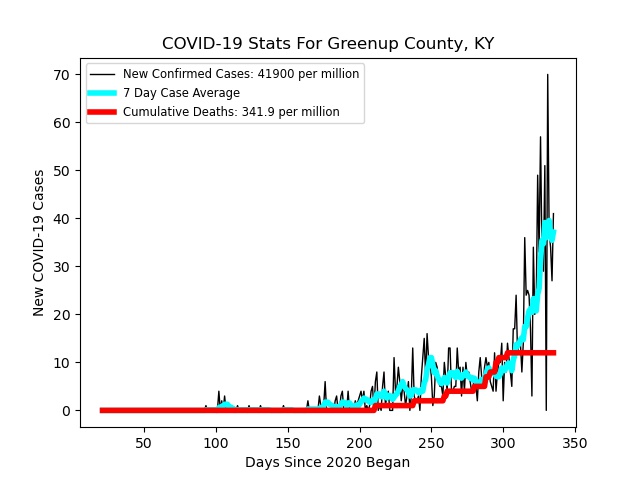 COVID-19 Stats For Greenup County, KY
New Confirmed Cases: 41900 per million
7 Day Case Average
Cumulative Deaths: 341.9 per million
New COVID-19 Cases
70
60
50
40
30
20
10
0
50 100 150 200 250 300 350
Days Since 2020 Began